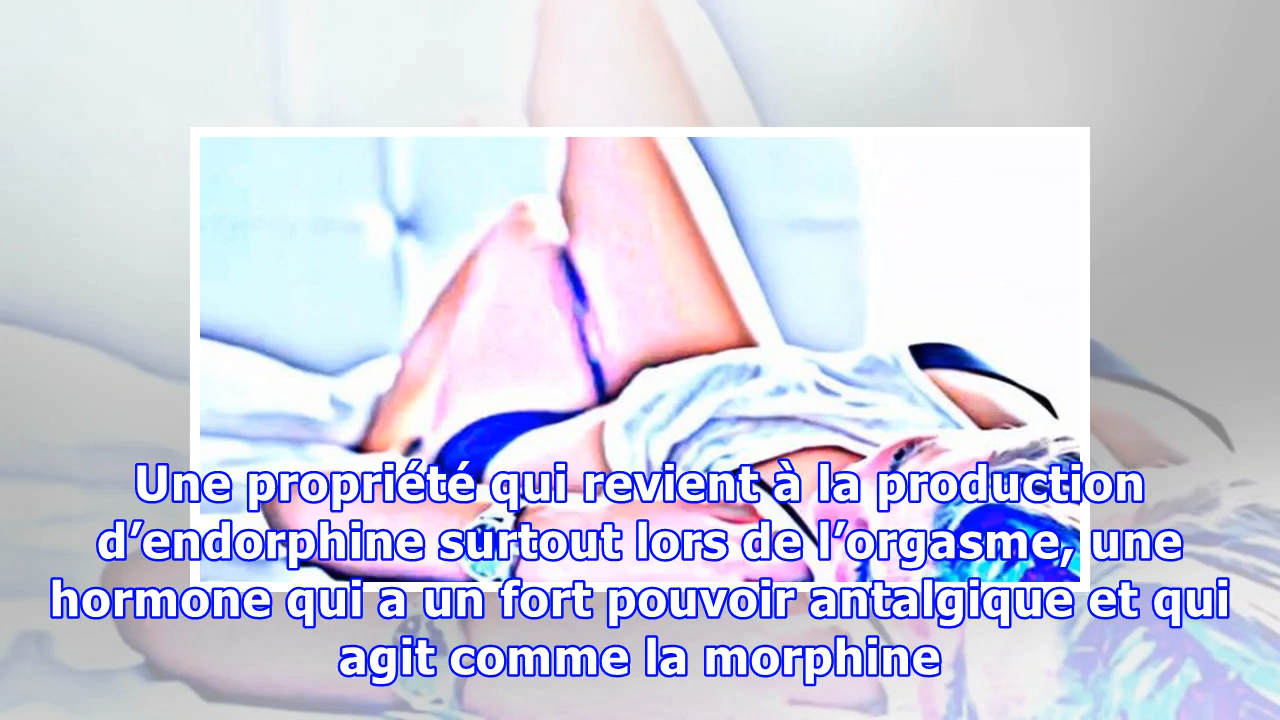 Une propriété qui revient à la production
d’endorphine surtout lors de l’orgasme, une
hormone qui a un fort pouvoir antalgique et qui
agit comme la morphine